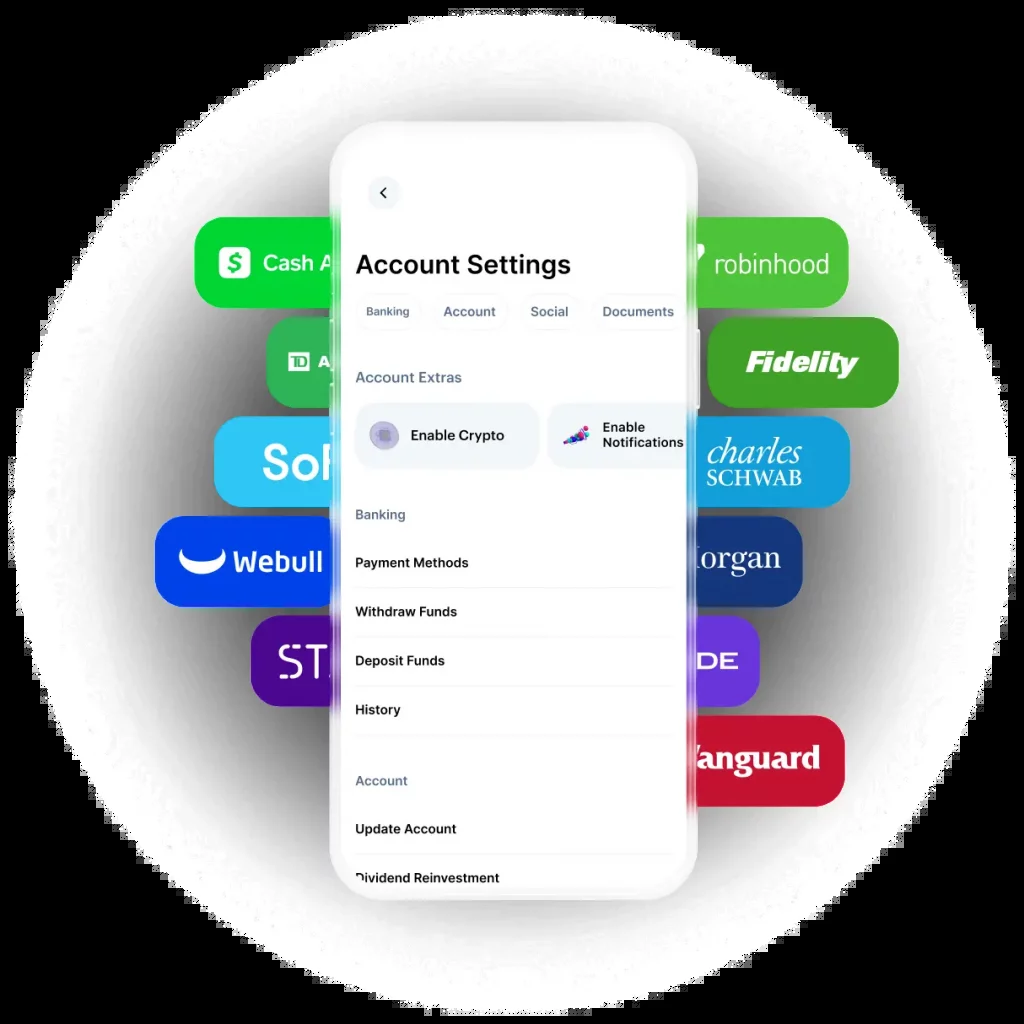 Account Settings
Banking
Account
Social
Documents
Account Extras
Enable Crypto
Enable
Notifications
Banking
Payment Methods
Withdraw Funds
Deposit Funds
History
Account
Update Account
Dividend Reinvestment
$ Cash A
TD A
SoF
Webull
ST
robinhood
Fidelity
charles
SCHWAB
organ
DE
anguard